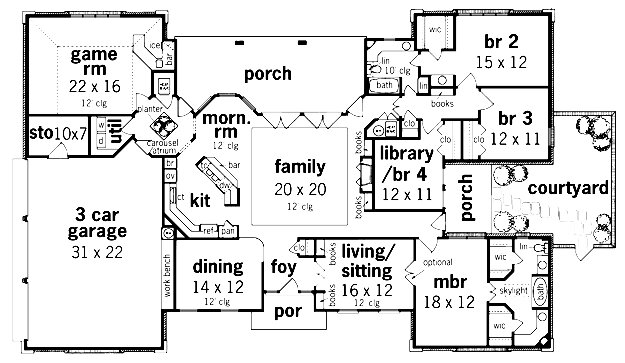 game
rm
22 x 16
12' clg
ice
bar
planter
porch
wic
lin
10' clg
bath
lin
br 2
15 x 12
books
br 3
12 x 11
clo
clo
clo
sto 10x7
w
d
util
carousel
atrium
morn.
rm
12 clg
bar
family
20 x 20
12 clg
books
books
library
/br 4
12 x 11
porch
courtyard
br
ov
ct
kit
ref
pan
3 car
garage
31 x 22
work bench
dining
14 x 12
12' clg
clo
foy
por
books
books
living/
sitting
16 x 12
12' clg
optional
mbr
18 x 12
wic
lin
skylight
bath
wic